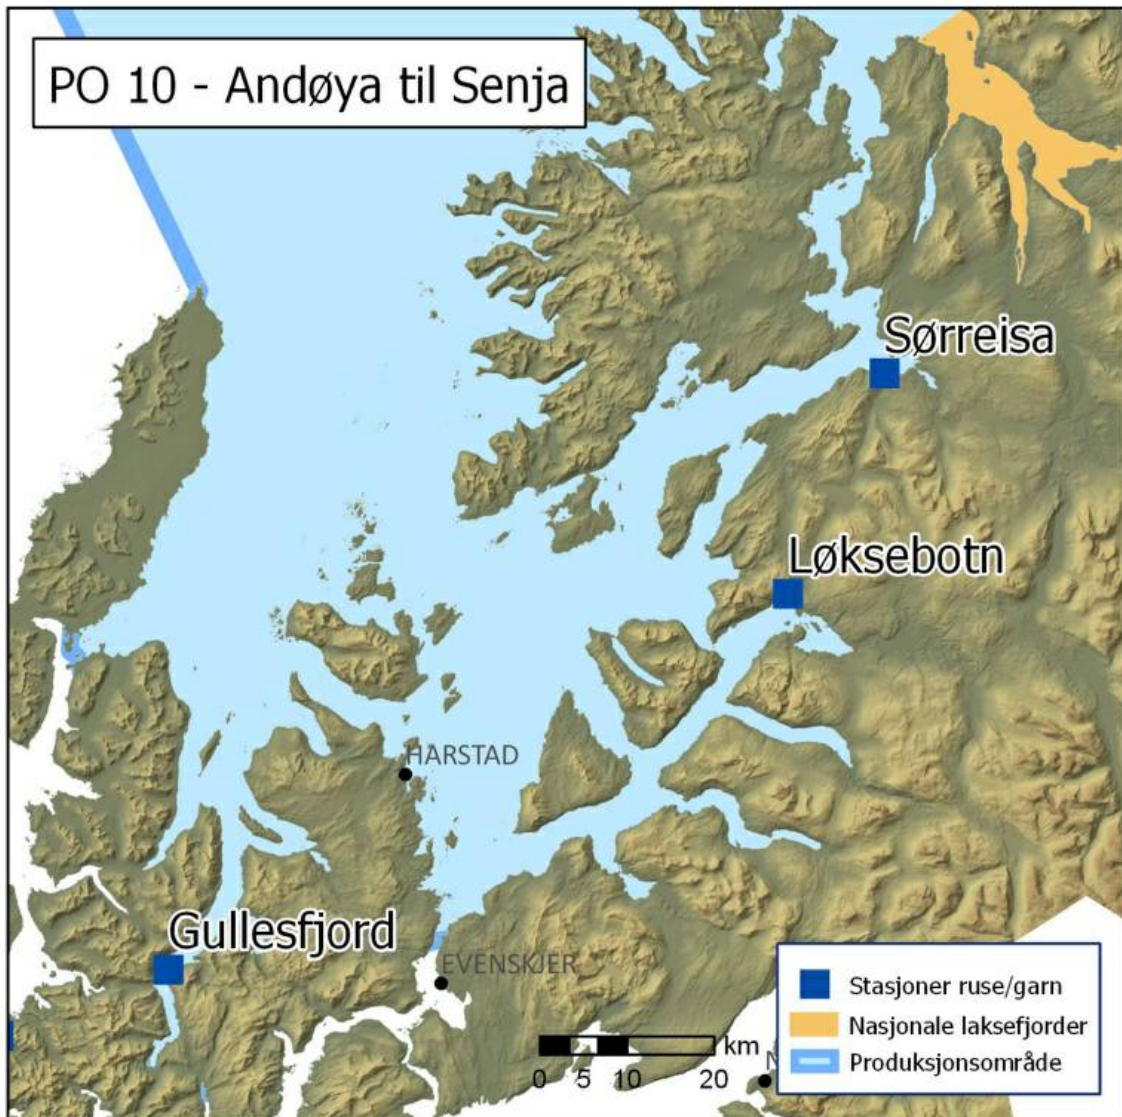 PO 10 - Andøya til Senja
Sørreisa
Løksebotn
HARSTAD
Gullesfjord
EVENSKJER
Stasjoner ruse/garn
Nasjonale laksefjorder
Produksjonsområde
km
0 5 10 20
N